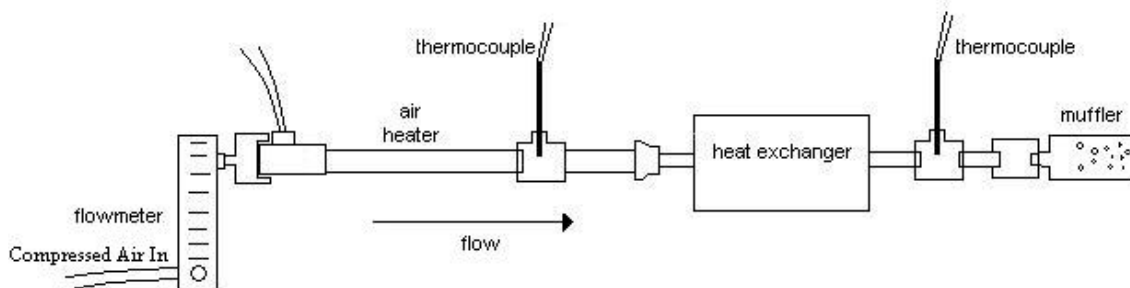 thermocouple
thermocouple
air
heater
muffler
heat exchanger
flowmeter
flow
Compressed Air In